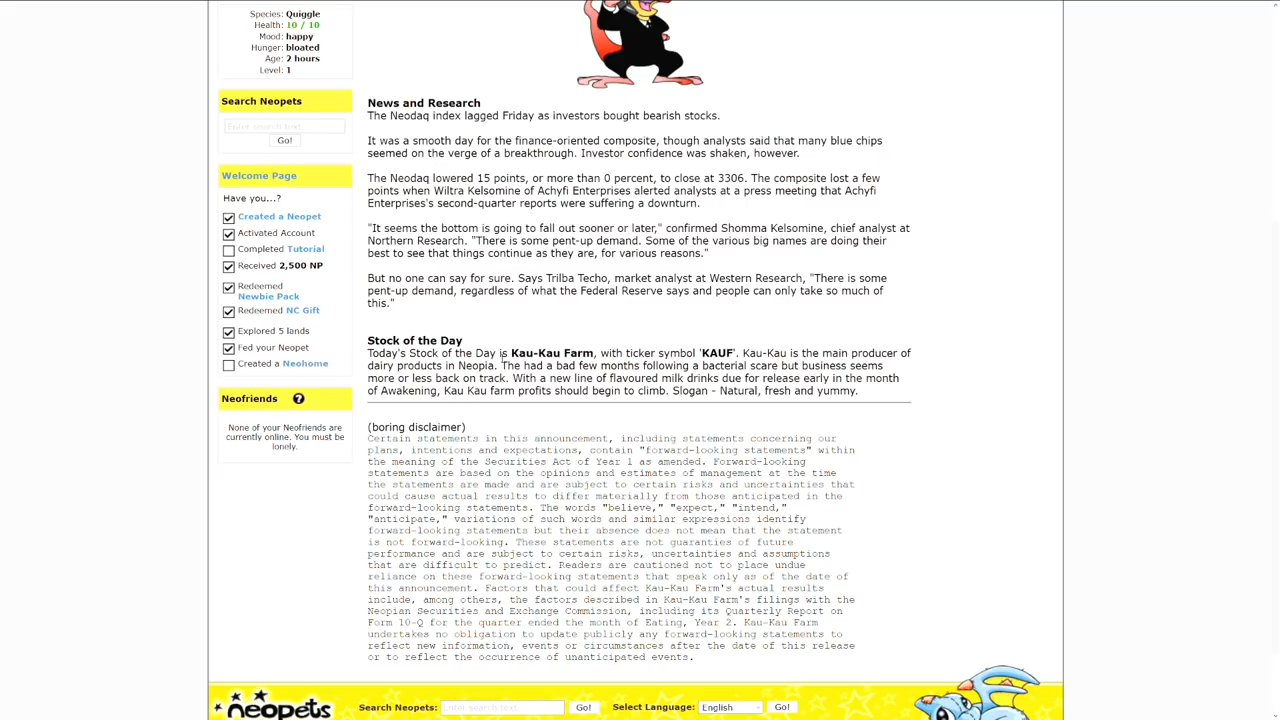 Species: Quiggle
Health: 10 / 10
Mood: happy
Hunger: bloated
Age: 2 hours
Level: 1
Search Neopets
Enter search text...
Go!
Welcome Page
Have you...?
Created a Neopet
Activated Account
Completed Tutorial
Received 2,500 NP
Redeemed
Newbie Pack
Redeemed NC Gift
Explored 5 lands
Fed your Neopet
Created a Neohome
Neofriends ?
None of your Neofriends are
currently online. You must be
lonely.
News and Research
The Neodaq index lagged Friday as investors bought bearish stocks.
It was a smooth day for the finance-oriented composite, though analysts said that many blue chips
seemed on the verge of a breakthrough. Investor confidence was shaken, however.
The Neodaq lowered 15 points, or more than 0 percent, to close at 3306. The composite lost a few
points when Wiltra Kelsomine of Achyfi Enterprises alerted analysts at a press meeting that Achyfi
Enterprises's second-quarter reports were suffering a downturn.
"It seems the bottom is going to fall out sooner or later," confirmed Shomma Kelsomine, chief analyst at
Northern Research. "There is some pent-up demand. Some of the various big names are doing their
best to see that things continue as they are, for various reasons."
But no one can say for sure. Says Trilba Techo, market analyst at Western Research, "There is some
pent-up demand, regardless of what the Federal Reserve says and people can only take so much of
this."
Stock of the Day
Today's Stock of the Day is Kau-Kau Farm, with ticker symbol 'KAUF'. Kau-Kau is the main producer of
dairy products in Neopia. The had a bad few months following a bacterial scare but business seems
more or less back on track. With a new line of flavoured milk drinks due for release early in the month
of Awakening, Kau Kau farm profits should begin to climb. Slogan - Natural, fresh and yummy.
(boring disclaimer)
Certain statements in this announcement, including statements concerning our
plans, intentions and expectations, contain "forward-looking statements" within
the meaning of the Securities Act of Year 1 as amended. Forward-looking
statements are based on the opinions and estimates of management at the time
the statements are made and are subject to certain risks and uncertainties that
could cause actual results to differ materially from those anticipated in the
forward-looking statements. The words "believe," "expect," "intend,"
"anticipate," variations of such words and similar expressions identify
forward-looking statements but their absence does not mean that the statement
is not forward-looking. These statements are not guaranties of future
performance and are subject to certain risks, uncertainties and assumptions
that are difficult to predict. Readers are cautioned not to place undue
reliance on these forward-looking statements that speak only as of the date of
this announcement. Factors that could affect Kau-Kau Farm's actual results
include, among others, the factors described in Kau-Kau Farm's filings with the
Neopian Securities and Exchange Commission, including its Quarterly Report on
Form 10-Q for the quarter ended the month of Eating, Year 2. Kau-Kau Farm
undertakes no obligation to update publicly any forward-looking statements to
reflect new information, events or circumstances after the date of this release
or to reflect the occurrence of unanticipated events.
neopets
Search Neopets: Enter search text... Go! Select Language: English Go!